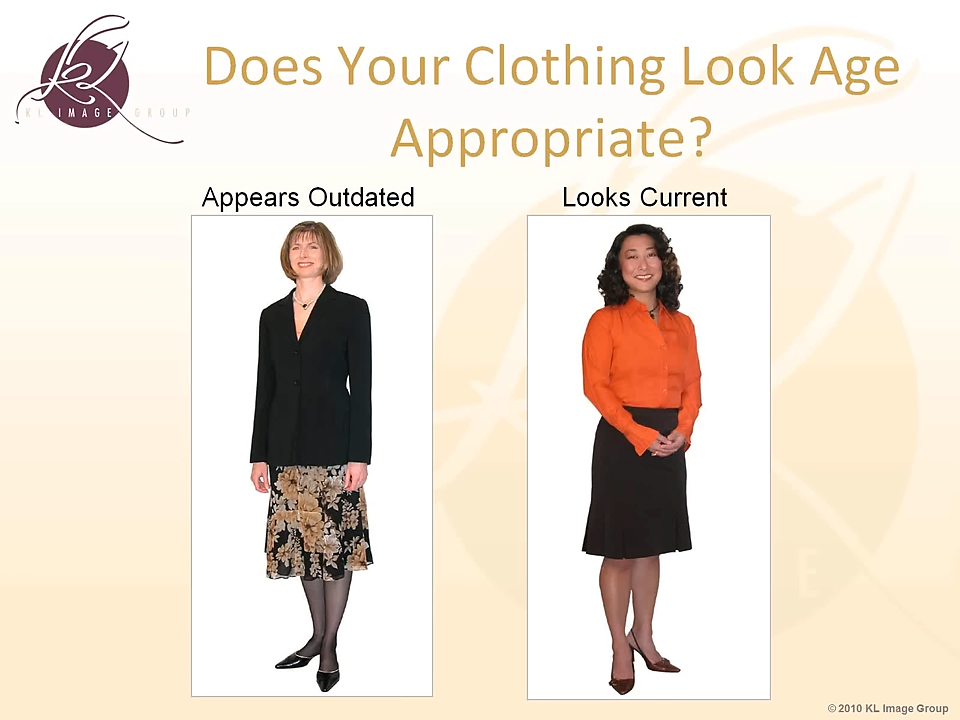 KL IMAGE GROUP
Does Your Clothing Look Age
Appropriate?
Appears Outdated
Looks Current
© 2010 KL Image Group